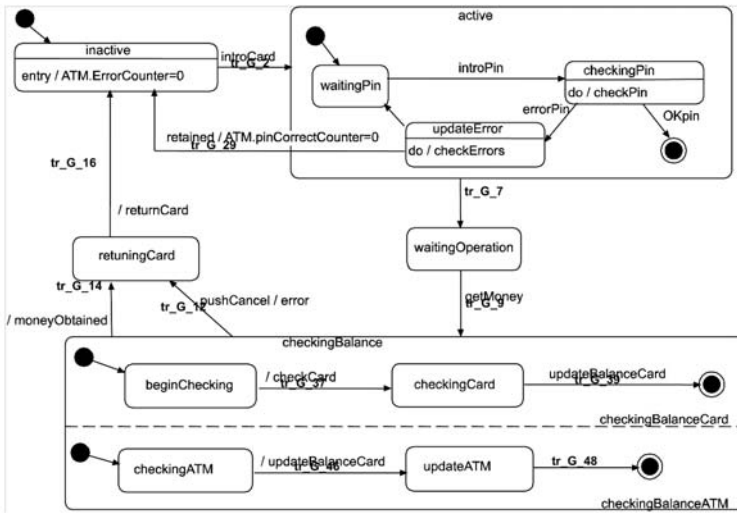 active
inactive
entry / ATM.ErrorCounter=0
introCard
tr_G_2
waitingPin
introPin
checkingPin
do / checkPin
errorPin
OKpin
updateError
do / checkErrors
retained / ATM.pinCorrectCounter=0
tr_G_29
tr_G_16
tr_G_7
/ returnCard
retuningCard
waitingOperation
tr_G_14
/ moneyObtained
pushCancel / error
tr_G_12
getMoney
tr_G_9
checkingBalance
beginChecking
/ checkCard
tr_G_37
checkingCard
updateBalanceCard
tr_G_39
checkingBalanceCard
checkingATM
/ updateBalanceCard
tr_G_46
updateATM
tr_G_48
checkingBalanceATM